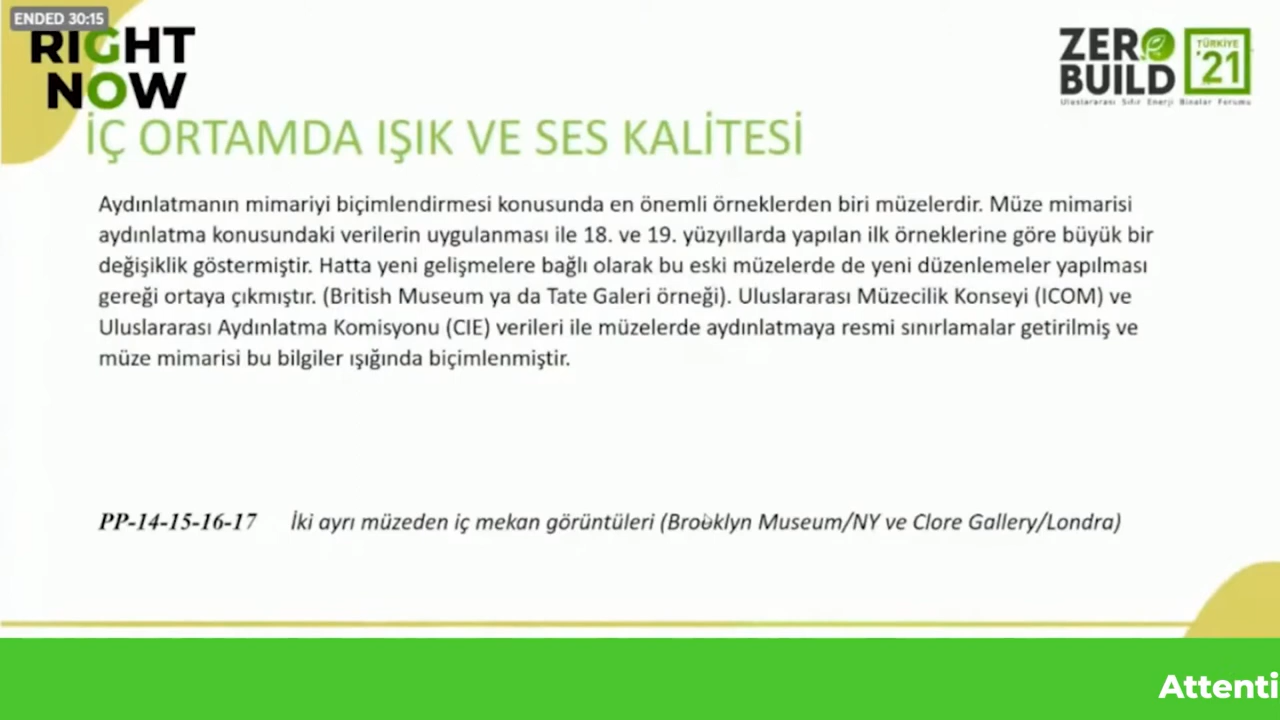 ENDED 30:15
RIGHT
NOW
ZERO
BUILD
TÜRKİYE
'21
Uluslararası Sıfır Enerji Binalar Forumu
İÇ ORTAMDA IŞIK VE SES KALİTESİ
Aydınlatmanın mimariyi biçimlendirmesi konusunda en önemli örneklerden biri müzelerdir. Müze mimarisi
aydınlatma konusundaki verilerin uygulanması ile 18. ve 19. yüzyıllarda yapılan ilk örneklerine göre büyük bir
değişiklik göstermiştir. Hatta yeni gelişmelere bağlı olarak bu eski müzelerde de yeni düzenlemeler yapılması
gereği ortaya çıkmıştır. (British Museum ya da Tate Galeri örneği). Uluslararası Müzecilik Konseyi (ICOM) ve
Uluslararası Aydınlatma Komisyonu (CIE) verileri ile müzelerde aydınlatmaya resmi sınırlamalar getirilmiş ve
müze mimarisi bu bilgiler ışığında biçimlenmiştir.
PP-14-15-16-17 İki ayrı müzeden iç mekan görüntüleri (Brooklyn Museum/NY ve Clore Gallery/Londra)
Attenti